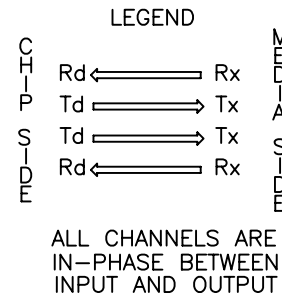 LEGEND
CHIP SIDE
MEDIA SIDE
Rd Rx
Td Tx
Td Tx
Rd Rx
ALL CHANNELS ARE
IN-PHASE BETWEEN
INPUT AND OUTPUT